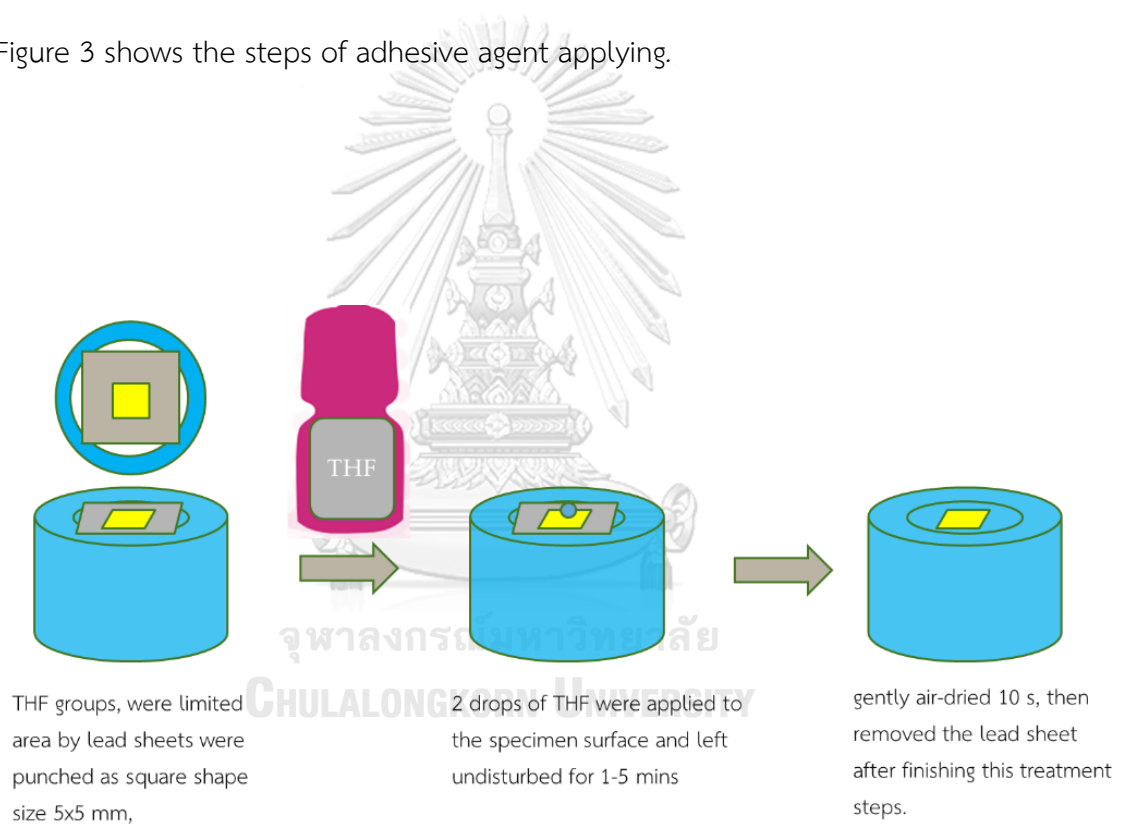 Figure 3 shows the steps of adhesive agent applying.
THF
จุฬาลงกรณ์มหาวิทยาลัย
CHULALONGKORN UNIVERSITY
THF groups, were limited
area by lead sheets were
punched as square shape
size 5x5 mm,
2 drops of THF were applied to
the specimen surface and left
undisturbed for 1-5 mins
gently air-dried 10 s, then
removed the lead sheet
after finishing this treatment
steps.